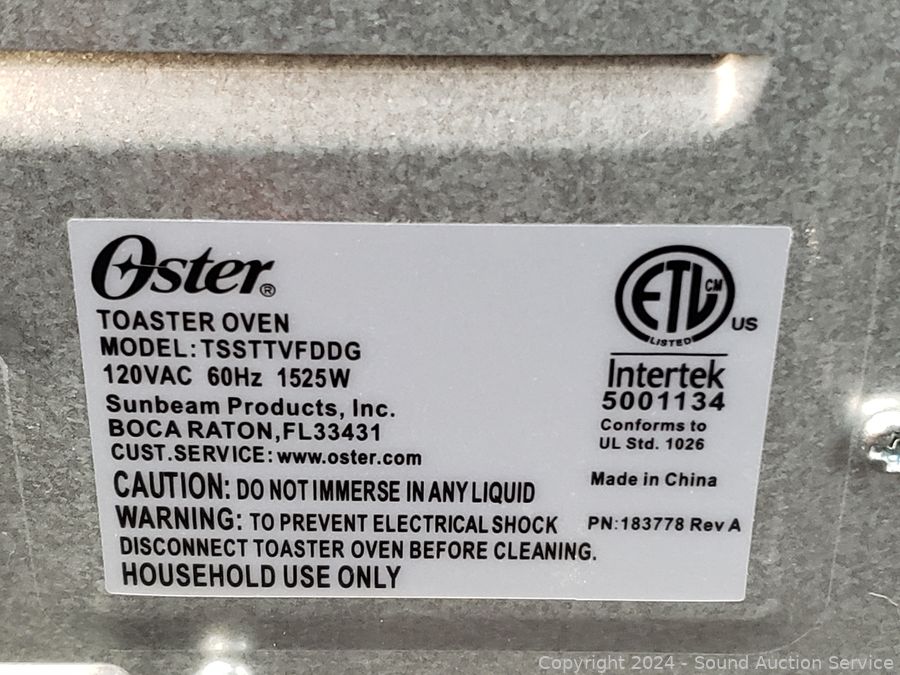 Oster®
TOASTER OVEN
MODEL: TSSTTVFDDG
120VAC 60Hz 1525W
Sunbeam Products, Inc.
BOCA RATON,FL33431
CUST.SERVICE: www.oster.com
CAUTION: DO NOT IMMERSE IN ANY LIQUID
WARNING: TO PREVENT ELECTRICAL SHOCK
DISCONNECT TOASTER OVEN BEFORE CLEANING.
HOUSEHOLD USE ONLY
ETL CM
LISTED
US
Intertek
5001134
Conforms to
UL Std. 1026
Made in China
PN:183778 Rev A
Copyright 2024 - Sound Auction Service